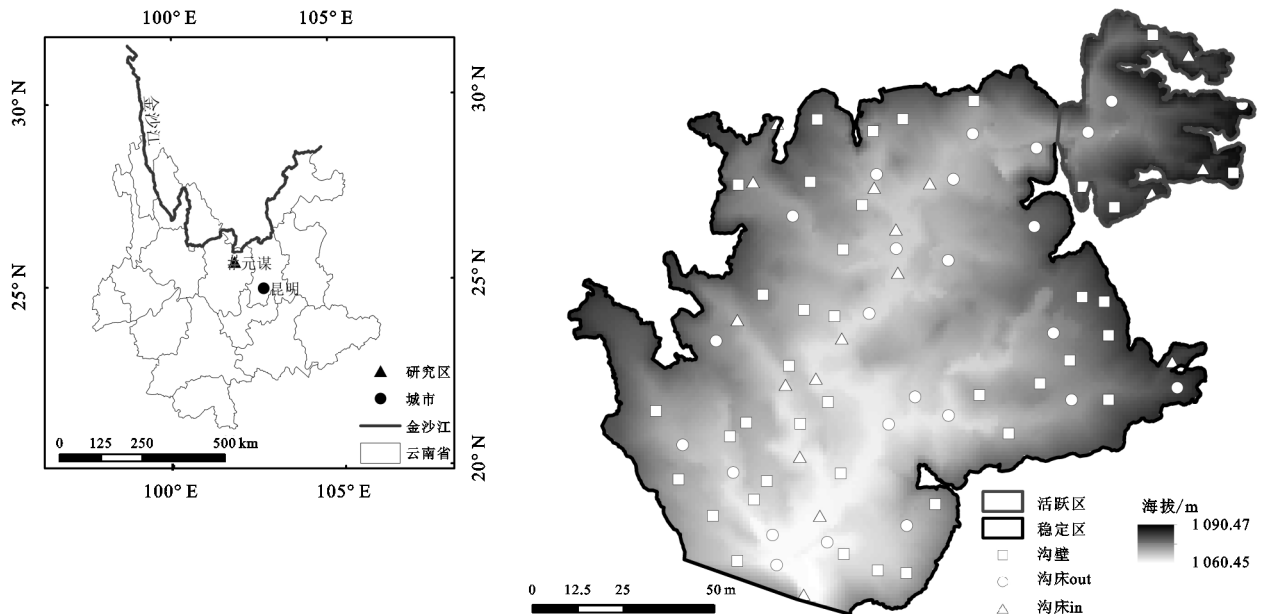 100° E 105° E
30° N
30° N
25° N
25° N
20° N
100° E 105° E
金沙江
元谋
昆明
研究区
城市
金沙江
云南省
0 125 250 500 km
活跃区
稳定区
沟壁
沟床out
沟床in
海拔/m
1 090.47
1 060.45
0 12.5 25 50 m